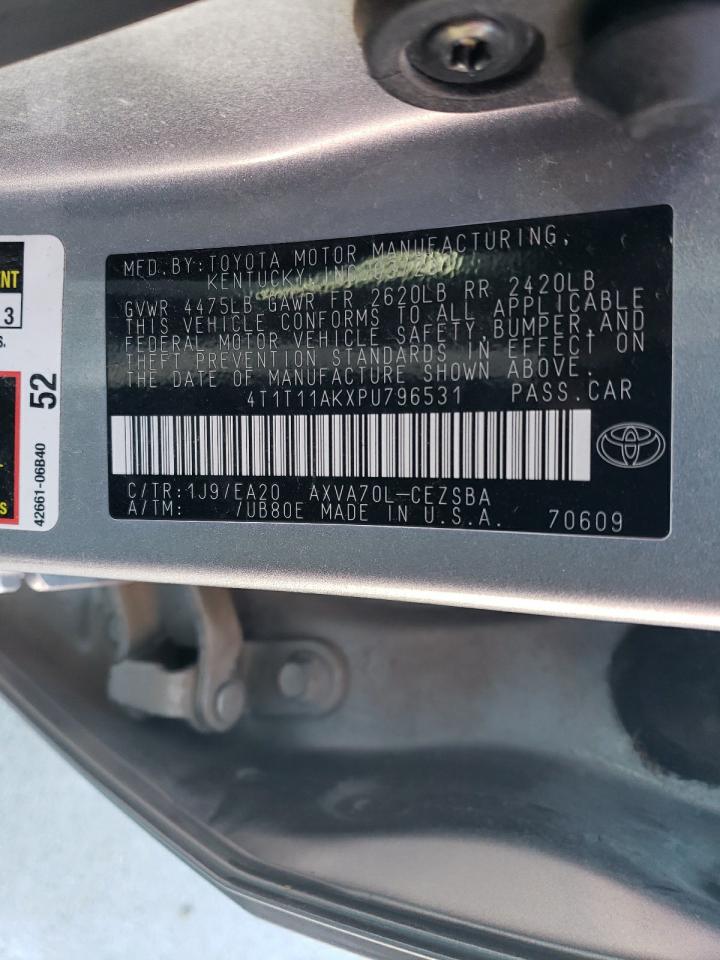 MFD.BY:TOYOTA MOTOR MANUFACTURING,
KENTUCKY,INC.
GVWR 4475LB GAWR FR 2620LB RR 2420LB
THIS VEHICLE CONFORMS TO ALL APPLICABLE
FEDERAL MOTOR VEHICLE SAFETY,BUMPER,AND
THEFT PREVENTION STANDARDS IN EFFECT ON
THE DATE OF MANUFACTURE SHOWN ABOVE.
4T1T11AKXPU796531 PASS.CAR
C/TR:1J9/EA20 AXVA70L-CEZSBA
A/TM: /UB80E MADE IN U.S.A. 70609
52
42661-06B40
3